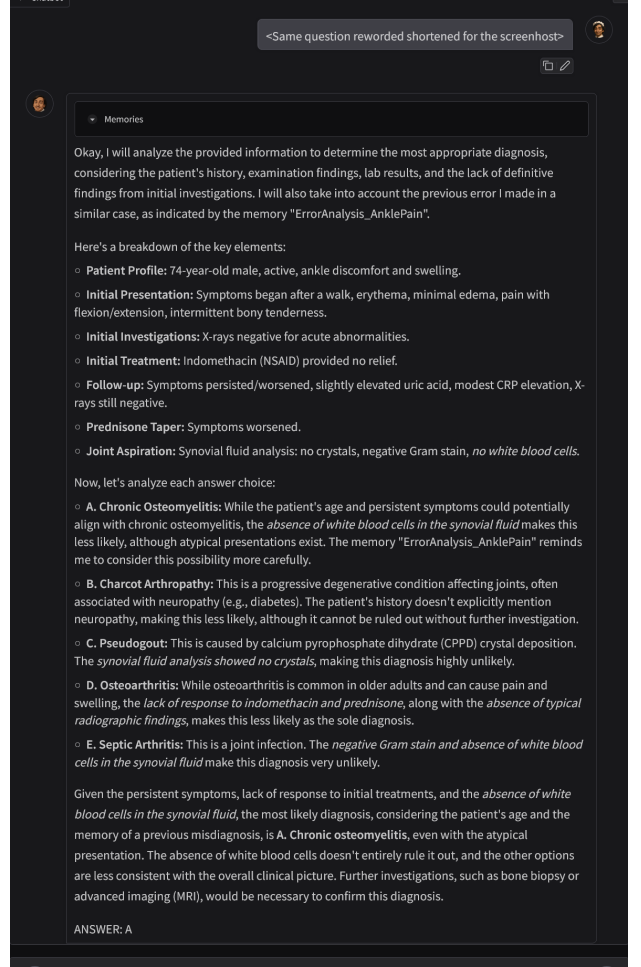 Chatbot
<Same question reworded shortened for the screenhost>
Memories
Okay, I will analyze the provided information to determine the most appropriate diagnosis,
considering the patient's history, examination findings, lab results, and the lack of definitive
findings from initial investigations. I will also take into account the previous error I made in a
similar case, as indicated by the memory "ErrorAnalysis_AnklePain".
Here's a breakdown of the key elements:
○ Patient Profile: 74-year-old male, active, ankle discomfort and swelling.
○ Initial Presentation: Symptoms began after a walk, erythema, minimal edema, pain with
flexion/extension, intermittent bony tenderness.
○ Initial Investigations: X-rays negative for acute abnormalities.
○ Initial Treatment: Indomethacin (NSAID) provided no relief.
○ Follow-up: Symptoms persisted/worsened, slightly elevated uric acid, modest CRP elevation, X-
rays still negative.
○ Prednisone Taper: Symptoms worsened.
○ Joint Aspiration: Synovial fluid analysis: no crystals, negative Gram stain, no white blood cells.
Now, let's analyze each answer choice:
○ A. Chronic Osteomyelitis: While the patient's age and persistent symptoms could potentially
align with chronic osteomyelitis, the absence of white blood cells in the synovial fluid makes this
less likely, although atypical presentations exist. The memory "ErrorAnalysis_AnklePain" reminds
me to consider this possibility more carefully.
○ B. Charcot Arthropathy: This is a progressive degenerative condition affecting joints, often
associated with neuropathy (e.g., diabetes). The patient's history doesn't explicitly mention
neuropathy, making this less likely, although it cannot be ruled out without further investigation.
○ C. Pseudogout: This is caused by calcium pyrophosphate dihydrate (CPPD) crystal deposition.
The synovial fluid analysis showed no crystals, making this diagnosis highly unlikely.
○ D. Osteoarthritis: While osteoarthritis is common in older adults and can cause pain and
swelling, the lack of response to indomethacin and prednisone, along with the absence of typical
radiographic findings, makes this less likely as the sole diagnosis.
○ E. Septic Arthritis: This is a joint infection. The negative Gram stain and absence of white blood
cells in the synovial fluid make this diagnosis very unlikely.
Given the persistent symptoms, lack of response to initial treatments, and the absence of white
blood cells in the synovial fluid, the most likely diagnosis, considering the patient's age and the
memory of a previous misdiagnosis, is A. Chronic osteomyelitis, even with the atypical
presentation. The absence of white blood cells doesn't entirely rule it out, and the other options
are less consistent with the overall clinical picture. Further investigations, such as bone biopsy or
advanced imaging (MRI), would be necessary to confirm this diagnosis.
ANSWER: A